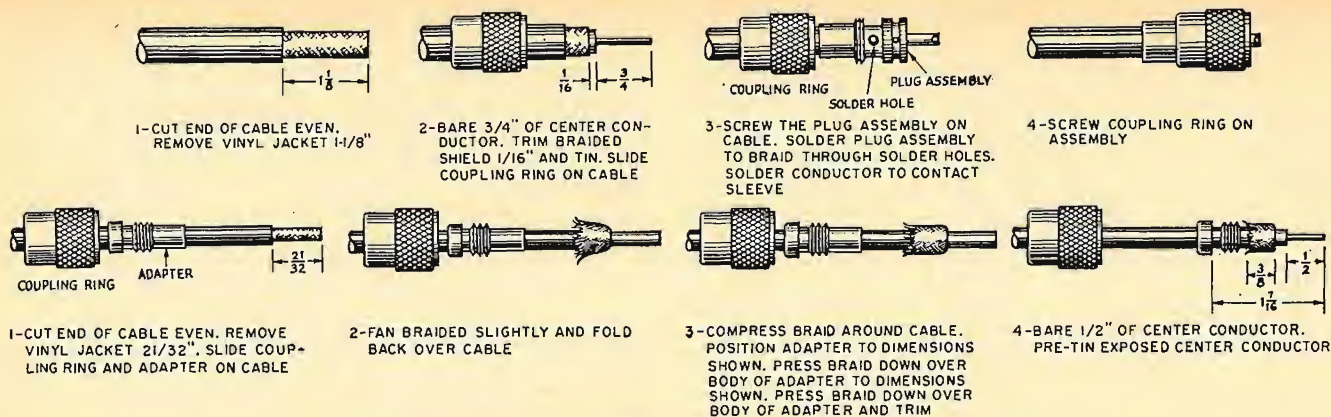 1 1/8
1-CUT END OF CABLE EVEN.
REMOVE VINYL JACKET 1-1/8"
1/16
3/4
2-BARE 3/4" OF CENTER CON-
DUCTOR. TRIM BRAIDED
SHIELD 1/16" AND TIN. SLIDE
COUPLING RING ON CABLE
COUPLING RING
PLUG ASSEMBLY
SOLDER HOLE
3-SCREW THE PLUG ASSEMBLY ON
CABLE. SOLDER PLUG ASSEMBLY
TO BRAID THROUGH SOLDER HOLES.
SOLDER CONDUCTOR TO CONTACT
SLEEVE
4-SCREW COUPLING RING ON
ASSEMBLY
COUPLING RING
ADAPTER
21/32
1-CUT END OF CABLE EVEN. REMOVE
VINYL JACKET 21/32". SLIDE COUP-
LING RING AND ADAPTER ON CABLE
2-FAN BRAIDED SLIGHTLY AND FOLD
BACK OVER CABLE
3-COMPRESS BRAID AROUND CABLE.
POSITION ADAPTER TO DIMENSIONS
SHOWN. PRESS BRAID DOWN OVER
BODY OF ADAPTER TO DIMENSIONS
SHOWN. PRESS BRAID DOWN OVER
BODY OF ADAPTER AND TRIM
3/8
1/2
1 7/16
4-BARE 1/2" OF CENTER CONDUCTOR.
PRE-TIN EXPOSED CENTER CONDUCTOR